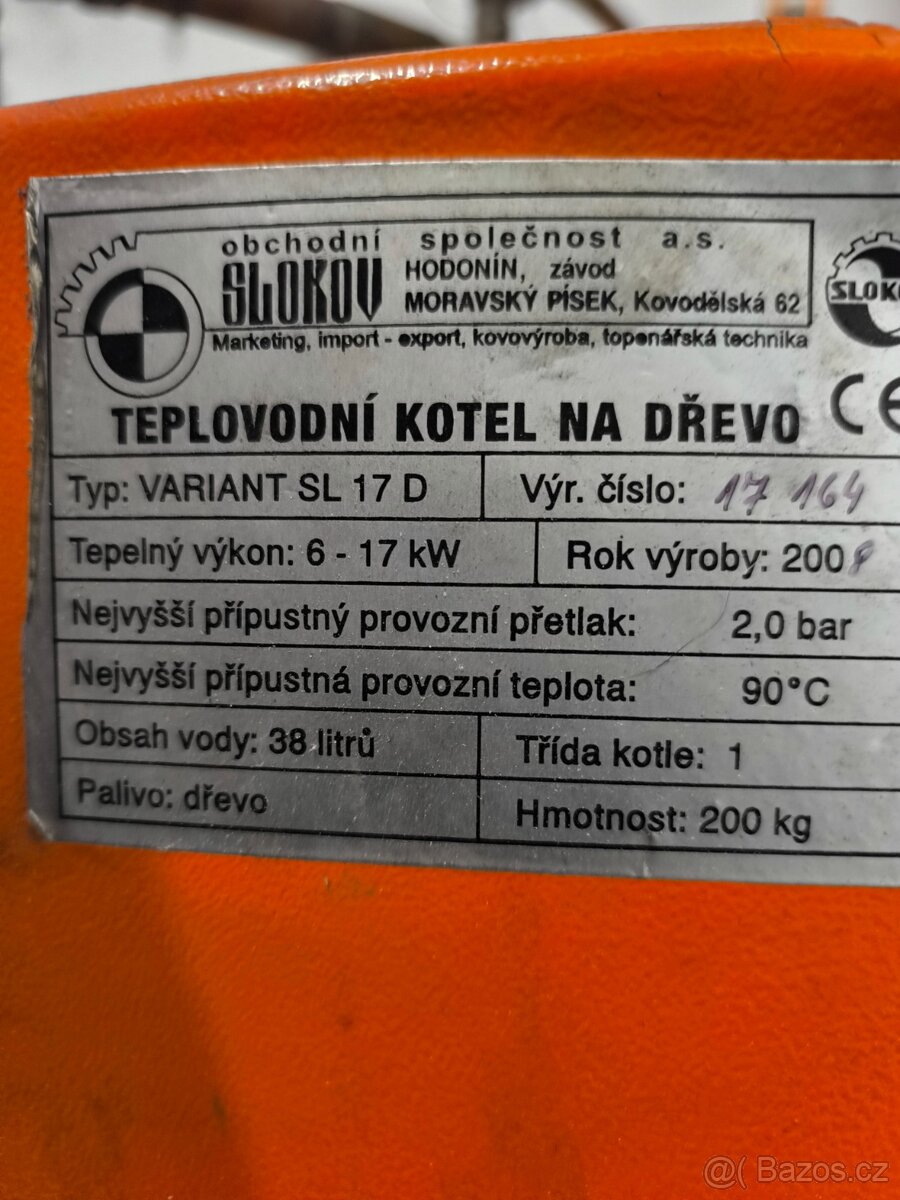 obchodní společnost a.s.
SLOKOV HODONÍN, závod
MORAVSKÝ PÍSEK, Kovodělská 62
Marketing, import - export, kovovýroba, topenářská technika
SLOKO
TEPLOVODNÍ KOTEL NA DŘEVO CE
Typ: VARIANT SL 17 D Výr. číslo: 17 164
Tepelný výkon: 6 - 17 kW Rok výroby: 2008
Nejvyšší přípustný provozní přetlak: 2,0 bar
Nejvyšší přípustná provozní teplota: 90°C
Obsah vody: 38 litrů Třída kotle: 1
Palivo: dřevo Hmotnost: 200 kg
@( Bazos.cz